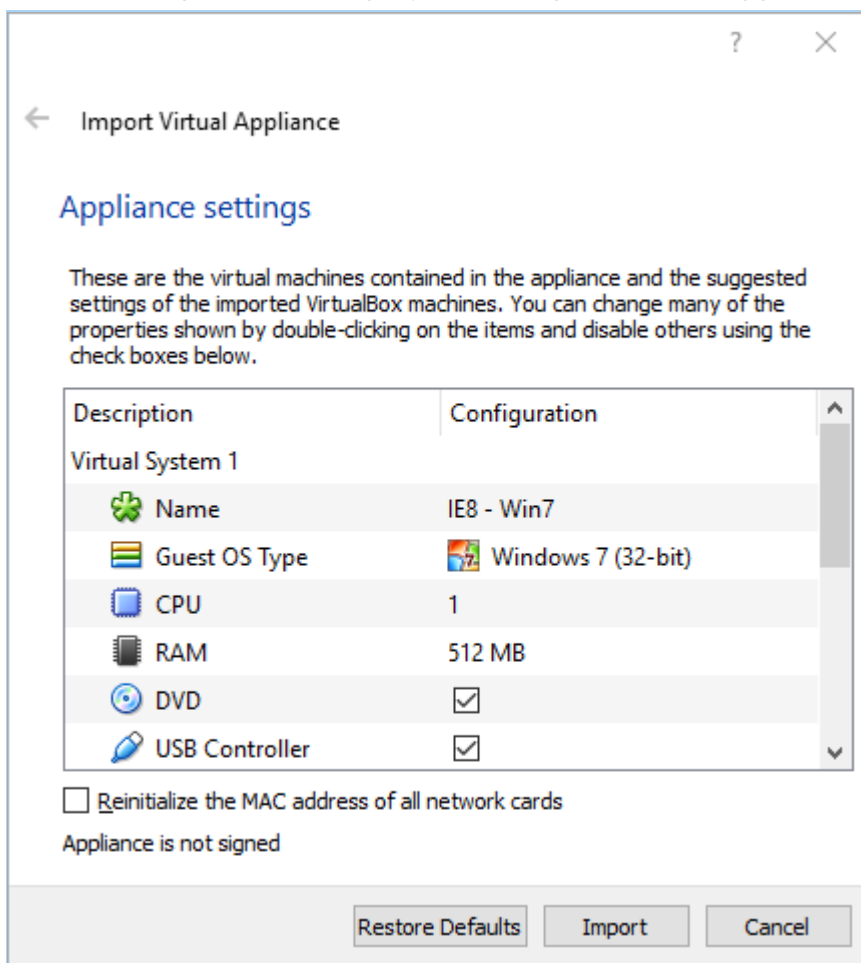 ?
Import Virtual Appliance
Appliance settings
These are the virtual machines contained in the appliance and the suggested
settings of the imported VirtualBox machines. You can change many of the
properties shown by double-clicking on the items and disable others using the
check boxes below.
Description Configuration
Virtual System 1
Name IE8 - Win7
Guest OS Type Windows 7 (32-bit)
CPU 1
RAM 512 MB
DVD
USB Controller
Reinitialize the MAC address of all network cards
Appliance is not signed
Restore Defaults Import Cancel